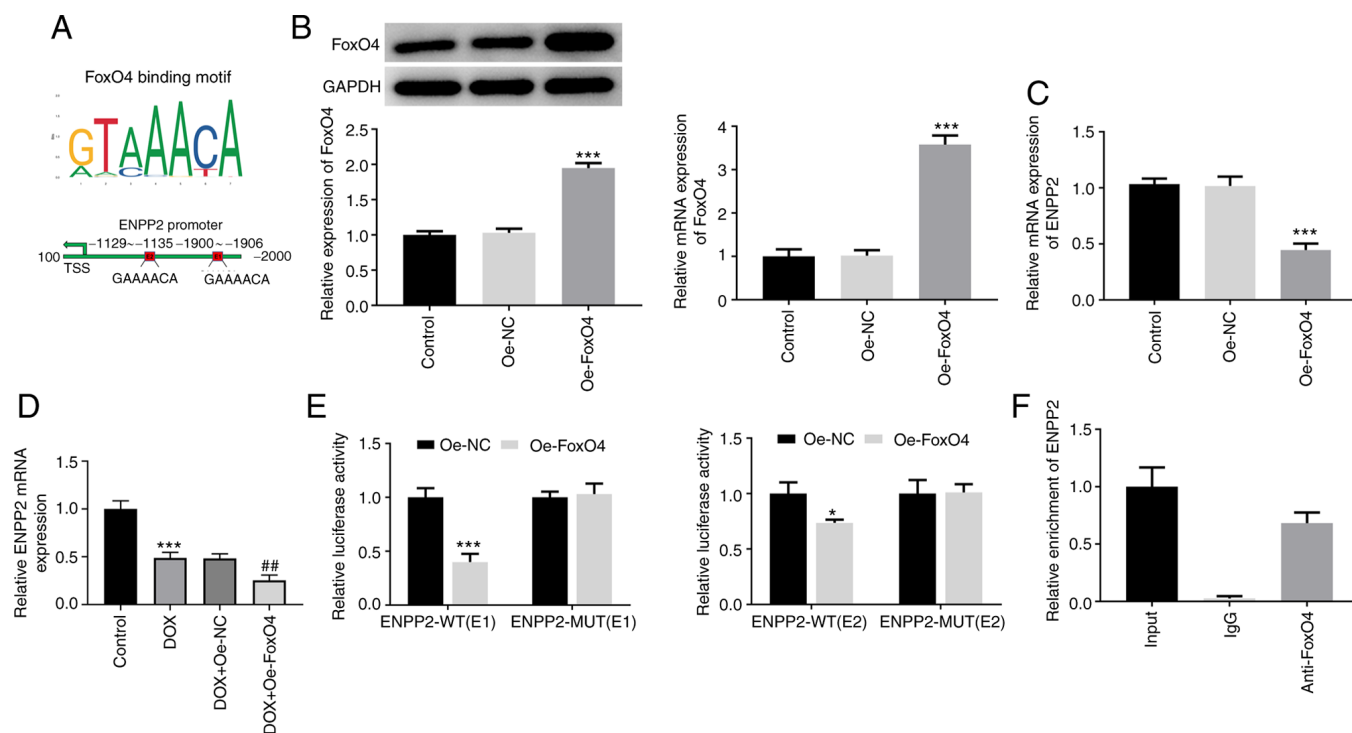 A
FoxO4 binding motif
GTAAACA
ENPP2 promoter
−1129~−1135 −1900 ~ −1906
100
−2000
TSS
GAAAACA
GAAAACA
B
FoxO4
GAPDH
Relative expression of FoxO4
2.5
2.0
1.5
1.0
0.5
0.0
***
Control
Oe-NC
Oe-FoxO4
Relative mRNA expression
of FoxO4
4
3
2
1
0
***
Control
Oe-NC
Oe-FoxO4
C
Relative mRNA expression
of ENPP2
1.5
1.0
0.5
0.0
***
Control
Oe-NC
Oe-FoxO4
D
Relative ENPP2 mRNA
expression
1.5
1.0
0.5
0.0
***
##
Control
DOX
DOX+Oe-NC
DOX+Oe-FoxO4
E
Relative luciferase activity
1.5
1.0
0.5
0.0
Oe-NC Oe-FoxO4
***
ENPP2-WT(E1) ENPP2-MUT(E1)
Relative luciferase activity
1.5
1.0
0.5
0.0
Oe-NC Oe-FoxO4
*
ENPP2-WT(E2) ENPP2-MUT(E2)
F
Relative enrichment of ENPP2
1.5
1.0
0.5
0.0
Input
IgG
Anti-FoxO4